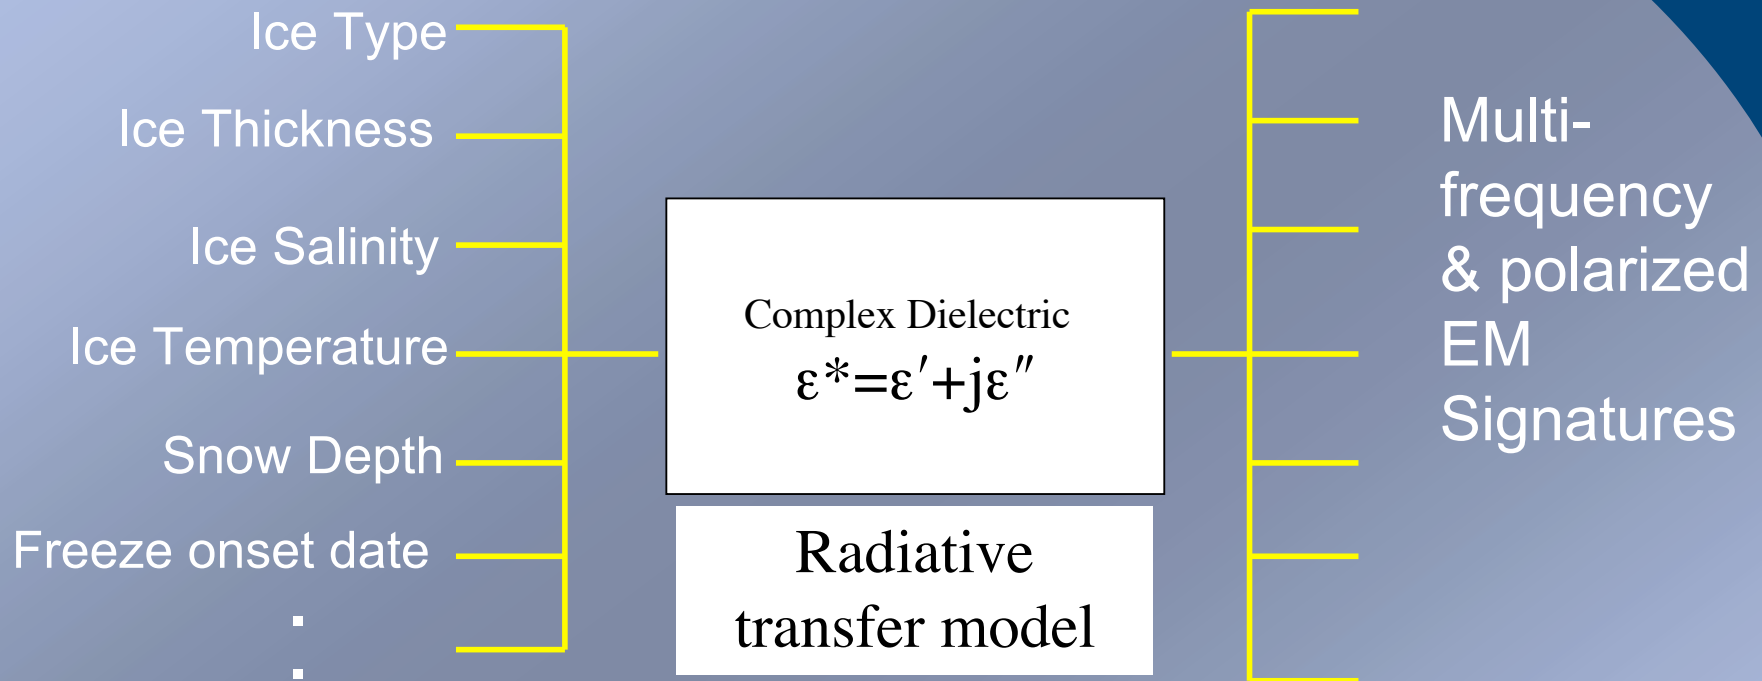 Ice Type
Ice Thickness
Ice Salinity
Ice Temperature
Snow Depth
Freeze onset date
.
.
Complex Dielectric
ε*=ε′+jε″
Radiative
transfer model
Multi-
frequency
& polarized
EM
Signatures